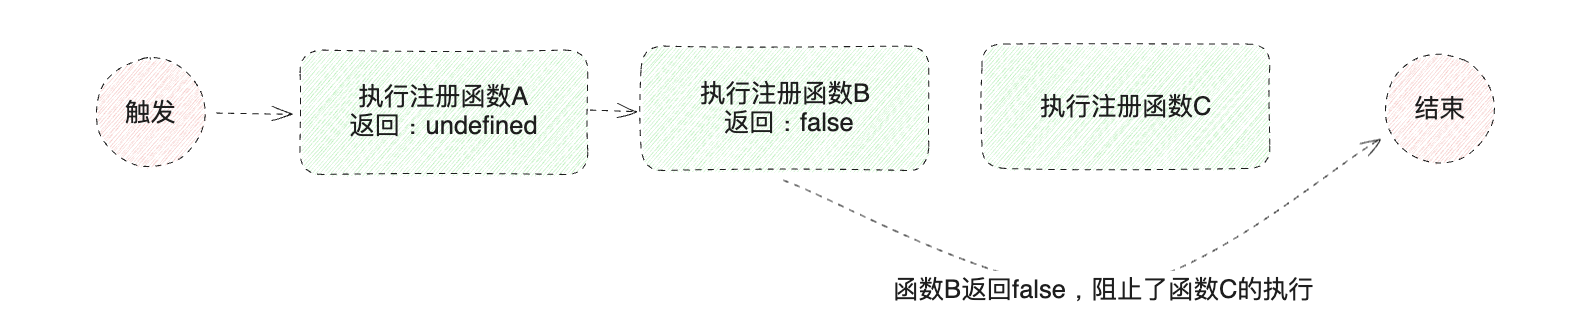 触发
执行注册函数A
返回：undefined
执行注册函数B
返回：false
执行注册函数C
结束
函数B返回false，阻止了函数C的执行